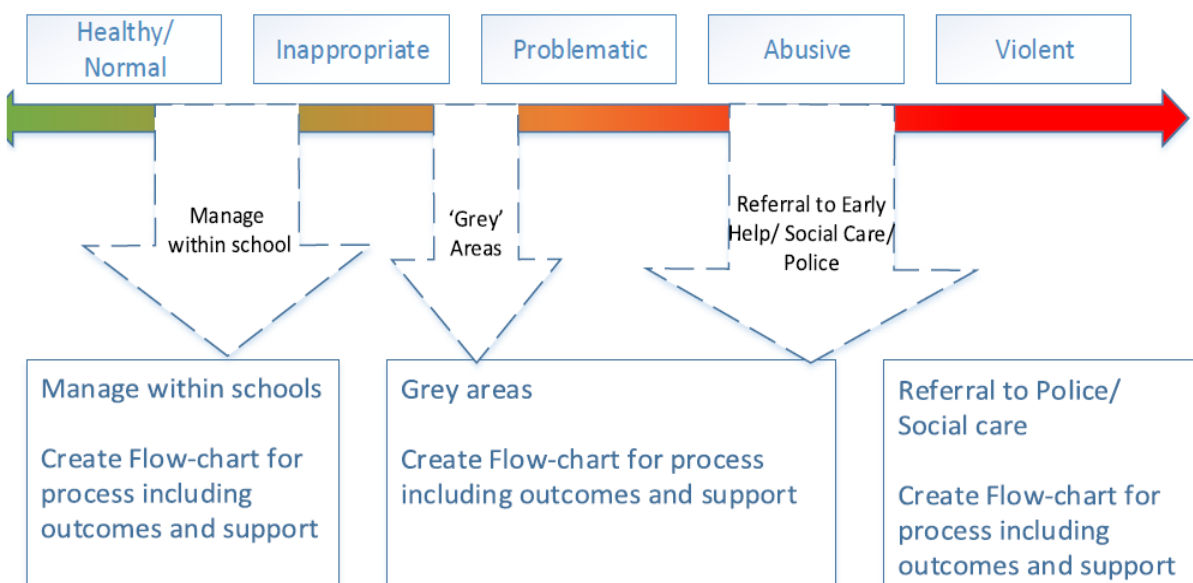 Healthy/
Normal
Inappropriate
Problematic
Abusive
Violent
Manage
within school
‘Grey’
Areas
Referral to Early
Help/ Social Care/
Police
Manage within schools
Create Flow-chart for
process including
outcomes and support
Grey areas
Create Flow-chart for process
including outcomes and support
Referral to Police/
Social care
Create Flow-chart for
process including
outcomes and support